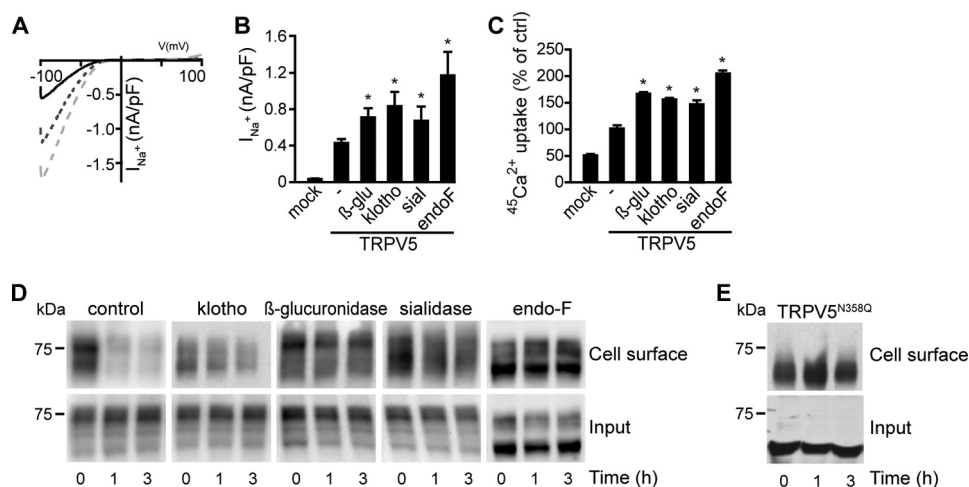 A
V(mV)
-100
100
-0.5
-1.0
-1.5
I Na+ (nA/pF)
B
I Na+ (nA/pF)
1.6
1.2
0.8
0.4
0
* * * *
mock
-
ß-glu
klotho
sial
endoF
TRPV5
C
45Ca2+ uptake (% of ctrl)
250
200
150
100
50
0
* * * *
mock
-
ß-glu
klotho
sial
endoF
TRPV5
D
kDa
control
klotho
ß-glucuronidase
sialidase
endo-F
75
Cell surface
75
Input
0 1 3 0 1 3 0 1 3 0 1 3 0 1 3 Time (h)
E
kDa
TRPV5N358Q
75
Cell surface
75
Input
0 1 3 Time (h)